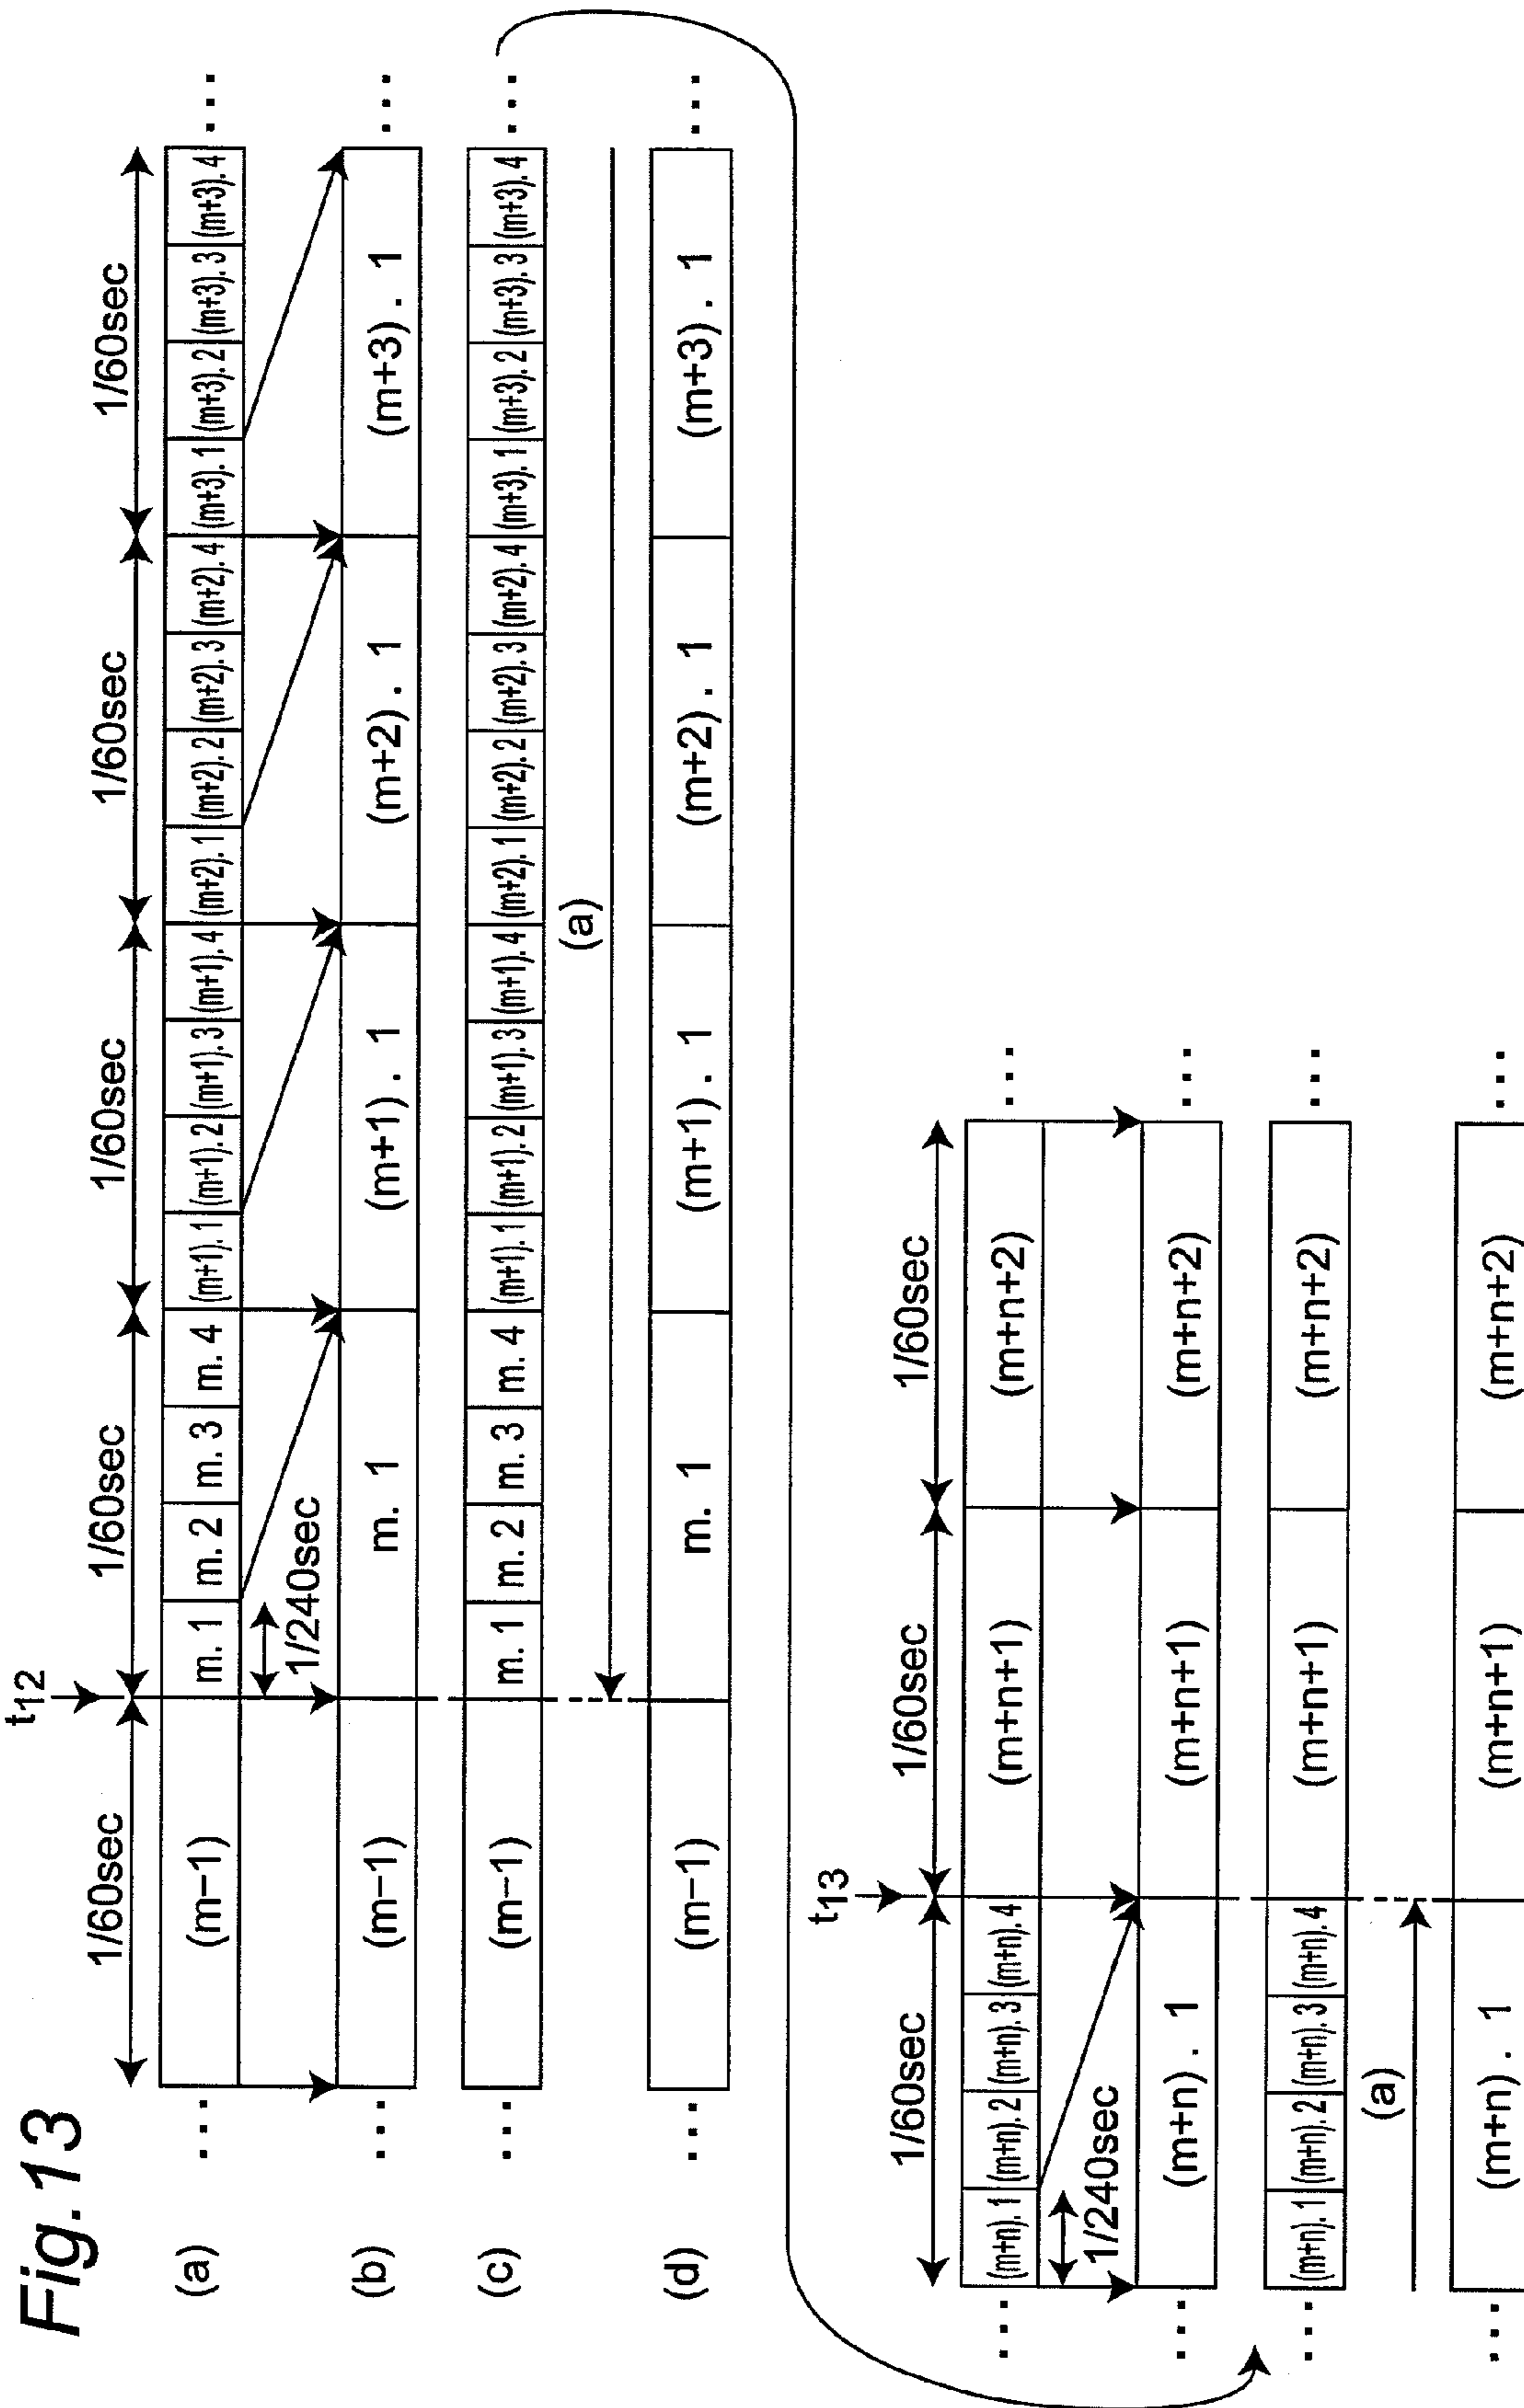 Fig.13
t12
1/60sec 1/60sec 1/60sec 1/60sec 1/60sec
(a) ... (m−1) m. 1 m. 2 m. 3 m. 4 (m+1). 1 (m+1). 2 (m+1). 3 (m+1). 4 (m+2). 1 (m+2). 2 (m+2). 3 (m+2). 4 (m+3). 1 (m+3). 2 (m+3). 3 (m+3). 4 ...
1/240sec
(b) ... (m−1) m. 1 (m+1). 1 (m+2). 1 (m+3). 1 ...
(c) ... (m−1) m. 1 m. 2 m. 3 m. 4 (m+1). 1 (m+1). 2 (m+1). 3 (m+1). 4 (m+2). 1 (m+2). 2 (m+2). 3 (m+2). 4 (m+3). 1 (m+3). 2 (m+3). 3 (m+3). 4 ...
(a)
(d) ... (m−1) m. 1 (m+1). 1 (m+2). 1 (m+3). 1 ...
t13
1/60sec 1/60sec 1/60sec
... (m+n). 1 (m+n). 2 (m+n). 3 (m+n). 4 (m+n+1) (m+n+2) ...
1/240sec
... (m+n). 1 (m+n+1) (m+n+2) ...
... (m+n). 1 (m+n). 2 (m+n). 3 (m+n). 4 (m+n+1) (m+n+2) ...
(a)
... (m+n). 1 (m+n+1) (m+n+2) ...